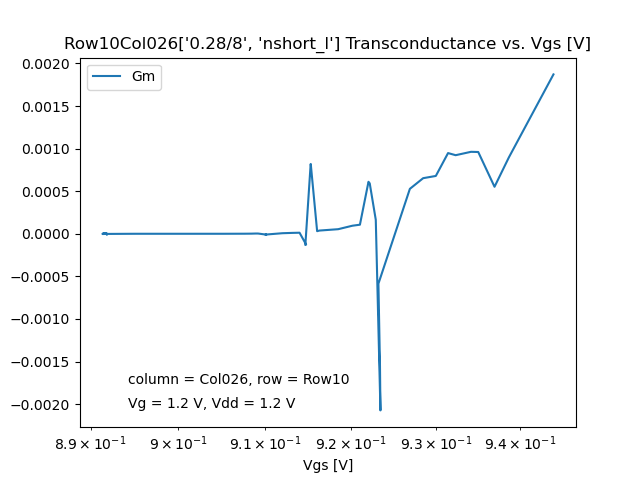 Row10Col026['0.28/8', 'nshort_l'] Transconductance vs. Vgs [V]
Gm
0.0020
0.0015
0.0010
0.0005
0.0000
−0.0005
−0.0010
−0.0015
−0.0020
column = Col026, row = Row10
Vg = 1.2 V, Vdd = 1.2 V
8.9 × 10⁻¹ 9 × 10⁻¹ 9.1 × 10⁻¹ 9.2 × 10⁻¹ 9.3 × 10⁻¹ 9.4 × 10⁻¹
Vgs [V]